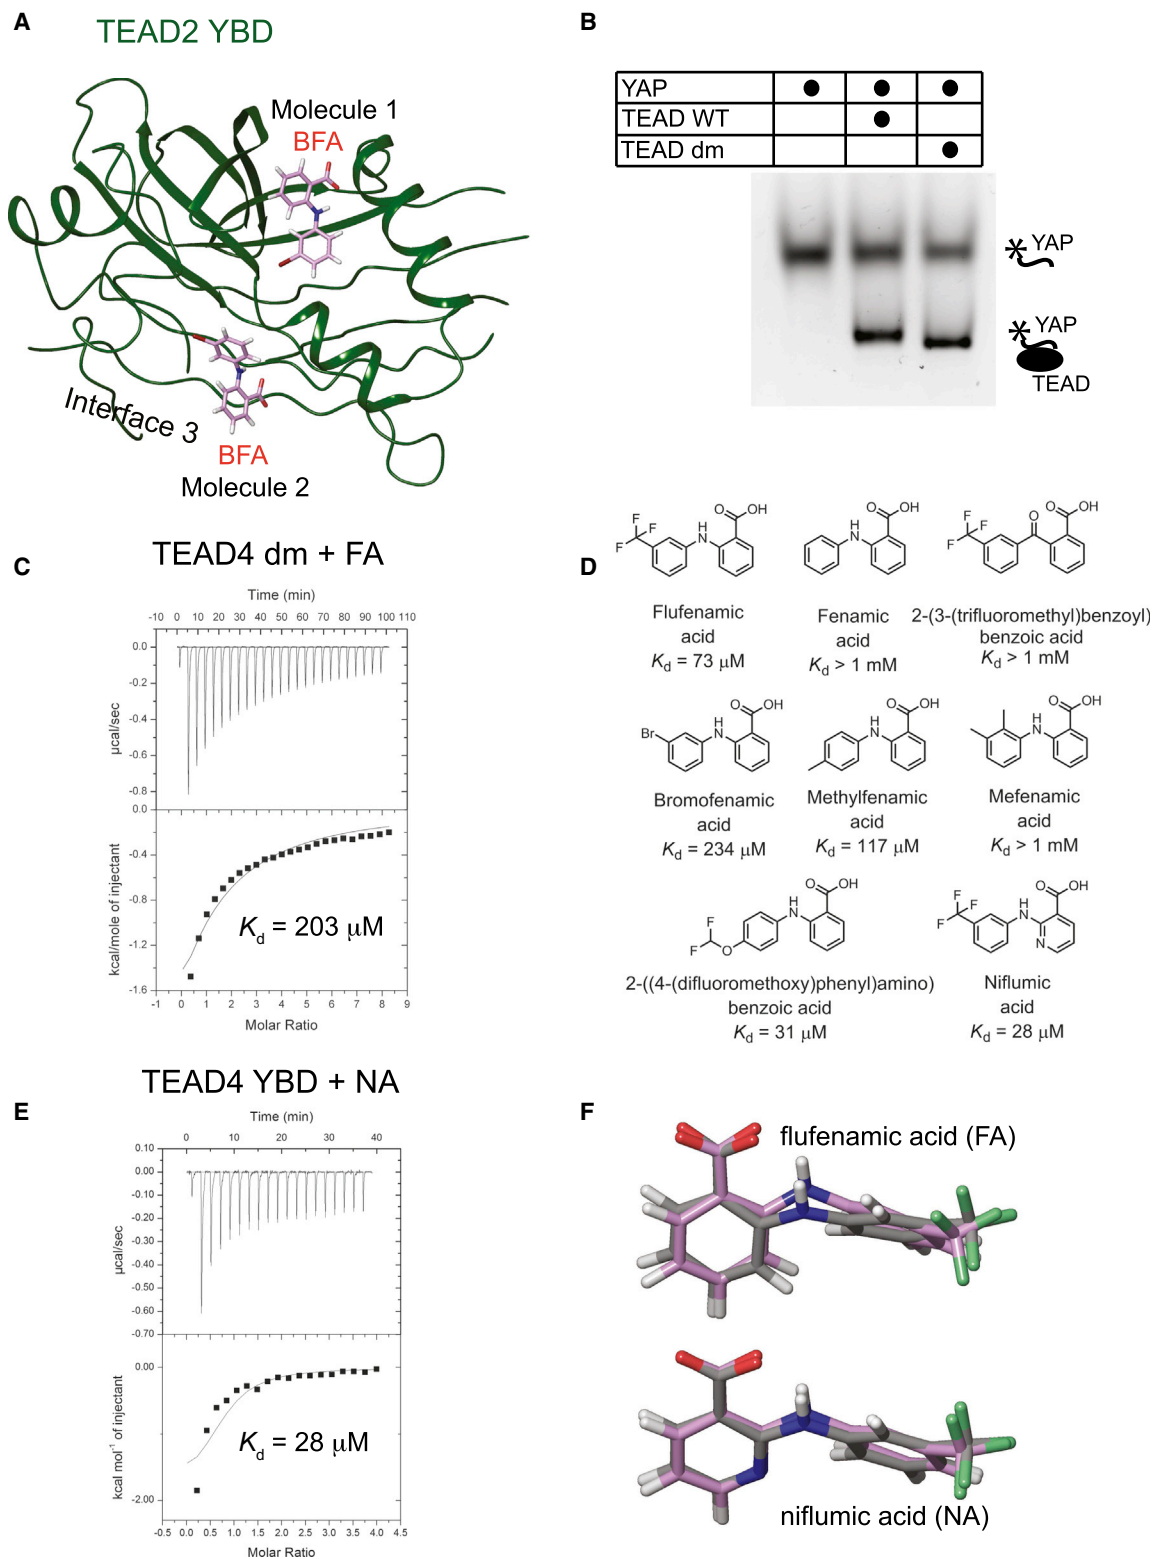 A
TEAD2 YBD
Molecule 1
BFA
Interface 3
BFA
Molecule 2
B
YAP
TEAD WT
TEAD dm
YAP
YAP
TEAD
C
TEAD4 dm + FA
Time (min)
-10 0 10 20 30 40 50 60 70 80 90 100 110
0.0
-0.2
-0.4
-0.6
-0.8
µcal/sec
0.0
-0.4
-0.8
-1.2
-1.6
kcal/mole of injectant
Kd = 203 µM
-1 0 1 2 3 4 5 6 7 8 9
Molar Ratio
D
F F F H N O OH
Flufenamic
acid
Kd = 73 µM
H N O OH
Fenamic
acid
Kd > 1 mM
F F F O O OH
2-(3-(trifluoromethyl)benzoyl)
benzoic acid
Kd > 1 mM
Br H N O OH
Bromofenamic
acid
Kd = 234 µM
H N O OH
Methylfenamic
acid
Kd = 117 µM
H N O OH
Mefenamic
acid
Kd > 1 mM
F F O H N O OH
2-((4-(difluoromethoxy)phenyl)amino)
benzoic acid
Kd = 31 µM
F F F H N N O OH
Niflumic
acid
Kd = 28 µM
E
TEAD4 YBD + NA
Time (min)
0 10 20 30 40
0.10
0.00
-0.10
-0.20
-0.30
-0.40
-0.50
-0.60
-0.70
µcal/sec
0.00
-2.00
kcal mol-1 of injectant
Kd = 28 µM
-0.5 0.0 0.5 1.0 1.5 2.0 2.5 3.0 3.5 4.0 4.5
Molar Ratio
F
flufenamic acid (FA)
niflumic acid (NA)